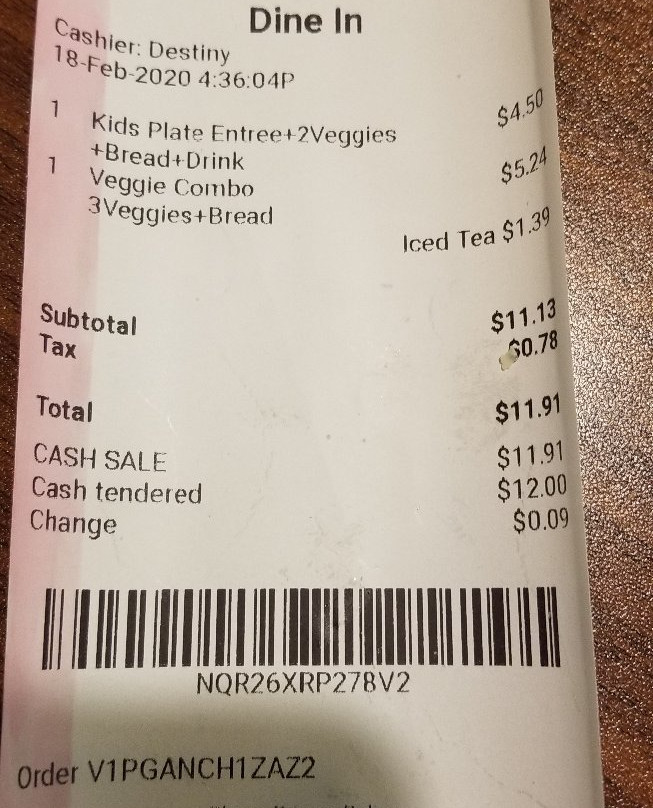 Dine In
Cashier: Destiny
18-Feb-2020 4:36:04P
1 Kids Plate Entree+2Veggies $4.50
+Bread+Drink
1 Veggie Combo $5.24
3Veggies+Bread
Iced Tea $1.39
Subtotal $11.13
Tax $0.78
Total $11.91
CASH SALE $11.91
Cash tendered $12.00
Change $0.09
NQR26XRP278V2
Order V1PGANCH1ZAZ2